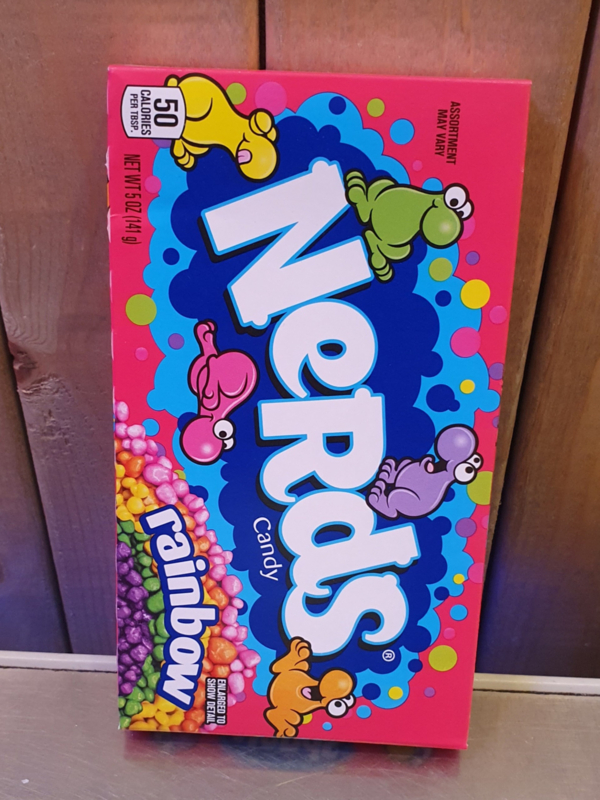 50
CALORIES
PER TBSP.
NET WT 5 OZ (141 g)
ASSORTMENT
MAY VARY
NeRdS®
Candy
rainbow
ENLARGED TO
SHOW DETAIL